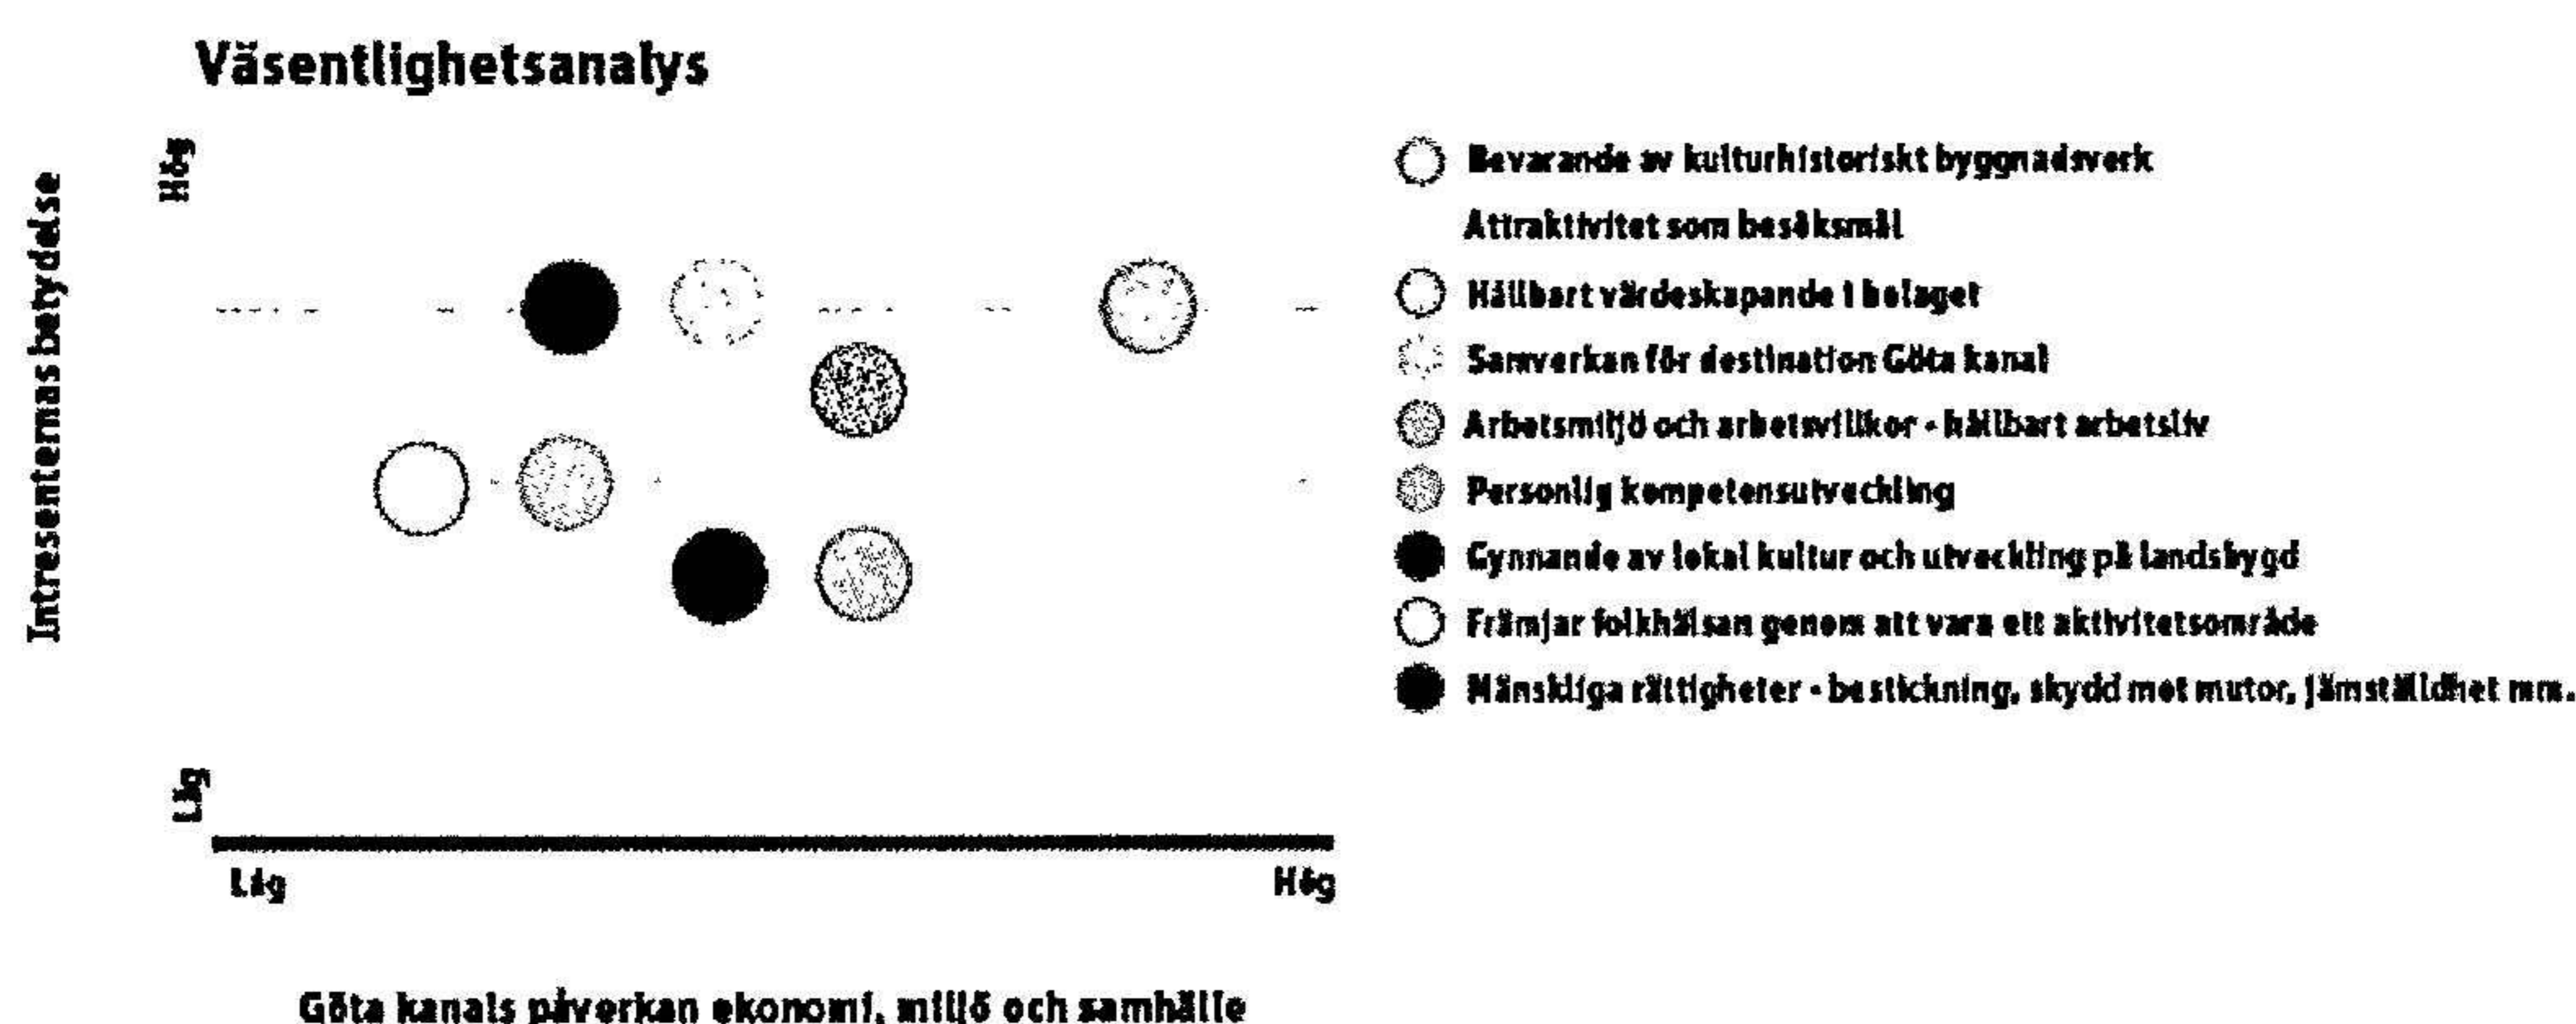 Väsentlighetsanalys
Intressenternas betydelse
Hög
Låg
Låg
Hög
Göta kanals påverkan ekonomi, miljö och samhälle
Bevarande av kulturhistoriskt byggnadsverk
Attraktivitet som besöksmål
Hållbart värdeskapande i bolaget
Samverkan för destination Göta kanal
Arbetsmiljö och arbetsvillkor - hållbart arbetsliv
Personlig kompetensutveckling
Gynnande av lokal kultur och utveckling på landsbygd
Främjar folkhälsan genom att vara ett aktivitetsområde
Mänskliga rättigheter - bestickning, skydd mot mutor, jämställdhet mm.